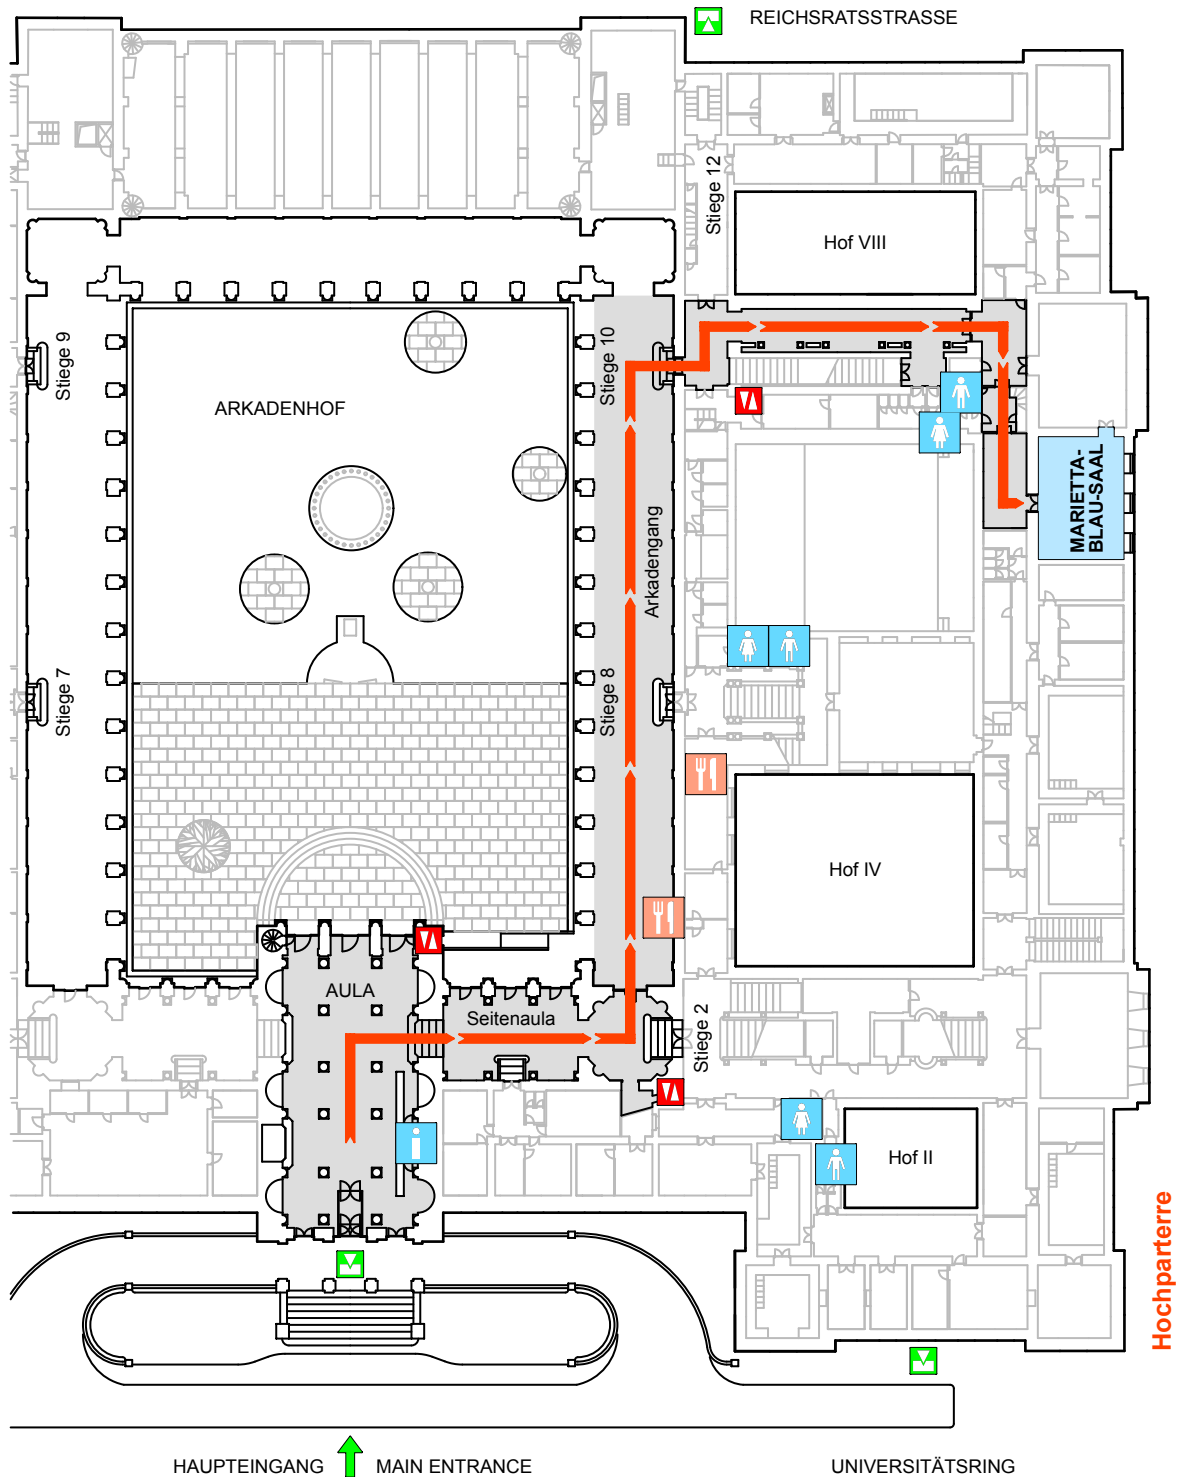 REICHSRATSSTRASSE
Stiege 12
Hof VIII
Stiege 9
Stiege 10
ARKADENHOF
MARIETTA-
BLAU-SAAL
Arkadengang
Stiege 7
Stiege 8
Hof IV
AULA
Seitenaula
Stiege 2
Hof II
Hochparterre
HAUPTEINGANG
MAIN ENTRANCE
UNIVERSITÄTSRING